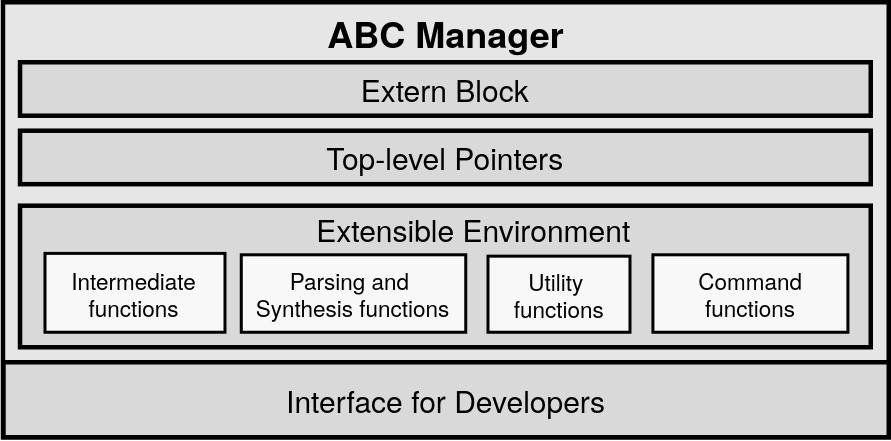 ABC Manager
Extern Block
Top-level Pointers
Extensible Environment
Intermediate
functions
Parsing and
Synthesis functions
Utility
functions
Command
functions
Interface for Developers